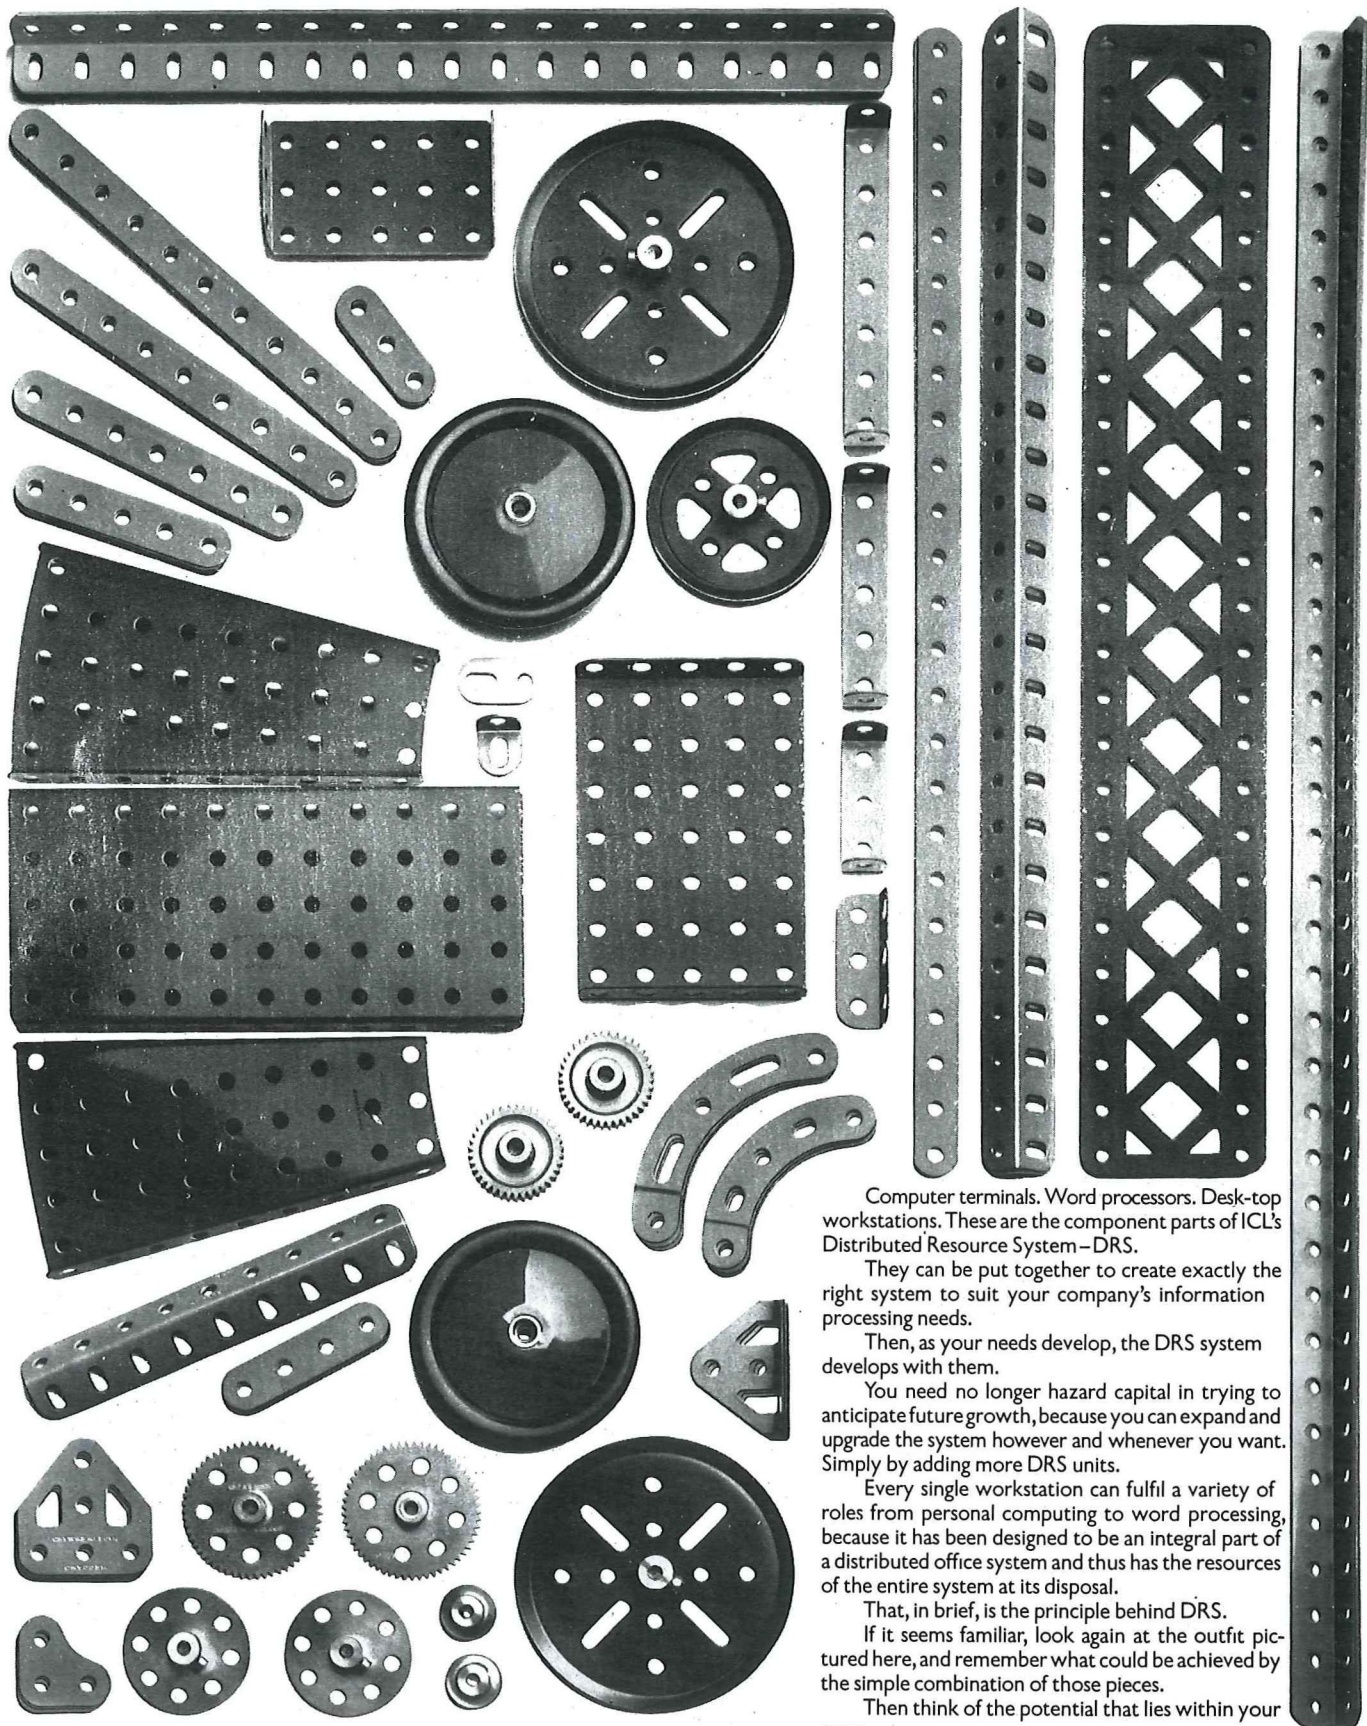 Computer terminals. Word processors. Desk-top
workstations. These are the component parts of ICL's
Distributed Resource System–DRS.
They can be put together to create exactly the
right system to suit your company's information
processing needs.
Then, as your needs develop, the DRS system
develops with them.
You need no longer hazard capital in trying to
anticipate future growth, because you can expand and
upgrade the system however and whenever you want.
Simply by adding more DRS units.
Every single workstation can fulfil a variety of
roles from personal computing to word processing,
because it has been designed to be an integral part of
a distributed office system and thus has the resources
of the entire system at its disposal.
That, in brief, is the principle behind DRS.
If it seems familiar, look again at the outfit pic-
tured here, and remember what could be achieved by
the simple combination of those pieces.
Then think of the potential that lies within your